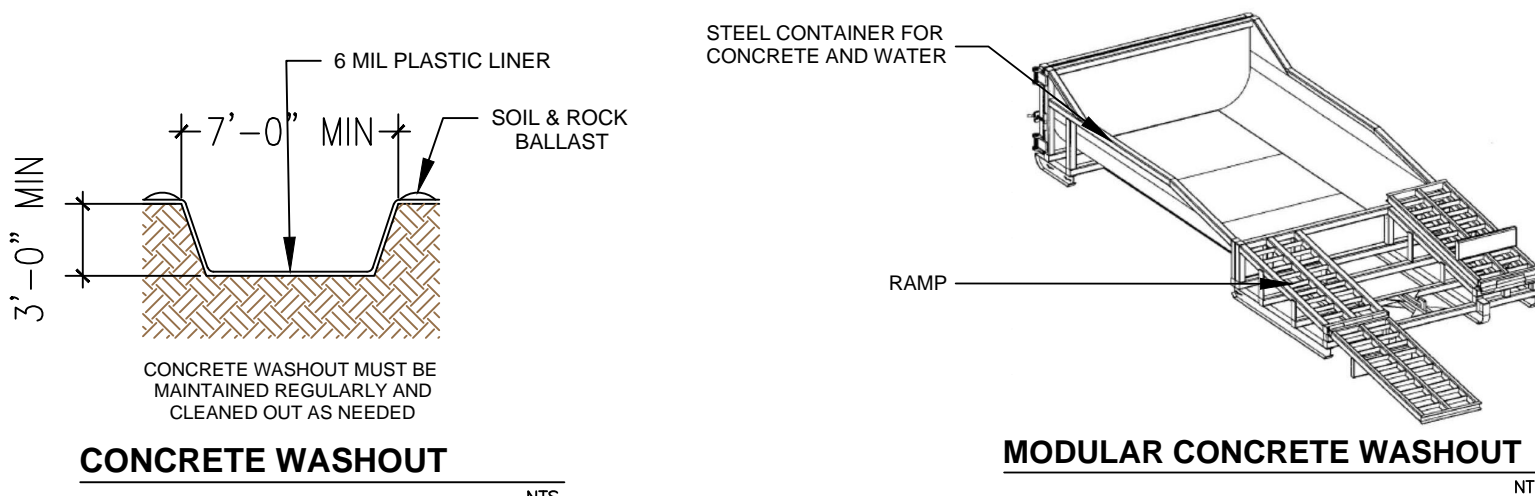 6 MIL PLASTIC LINER
7'-0" MIN
SOIL & ROCK
BALLAST
3'-0" MIN
CONCRETE WASHOUT MUST BE
MAINTAINED REGULARLY AND
CLEANED OUT AS NEEDED
CONCRETE WASHOUT
NTS
STEEL CONTAINER FOR
CONCRETE AND WATER
RAMP
MODULAR CONCRETE WASHOUT
NT